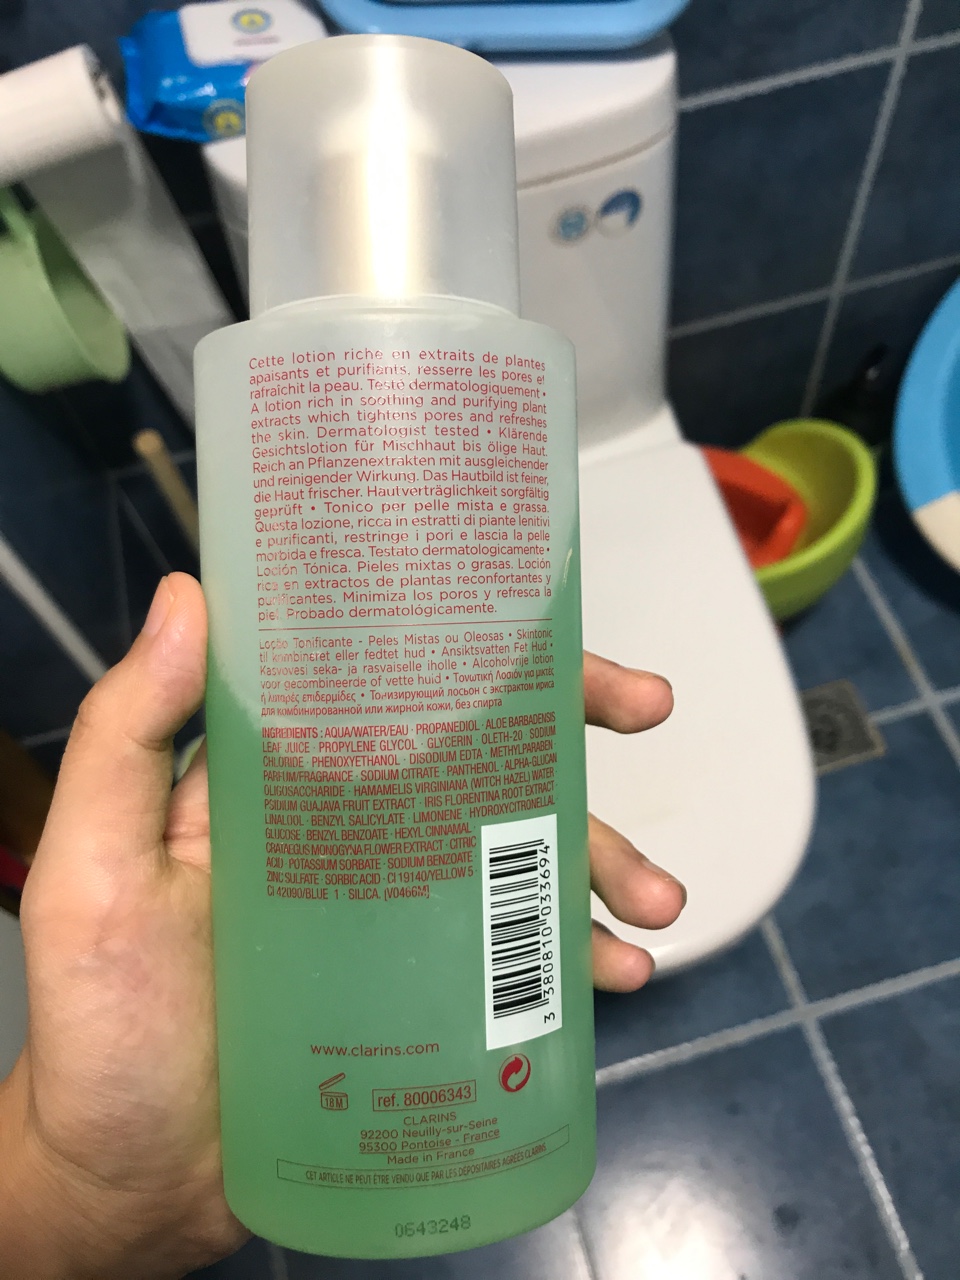 Cette lotion riche en extraits de plantes
apaisants et purifiants, resserre les pores et
rafraîchit la peau. Testé dermatologiquement •
A lotion rich in soothing and purifying plant
extracts which tightens pores and refreshes
the skin. Dermatologist tested • Klärende
Gesichtslotion für Mischhaut bis ölige Haut.
Reich an Pflanzenextrakten mit ausgleichender
und reinigender Wirkung. Das Hautbild ist feiner,
die Haut frischer. Hautverträglichkeit sorgfältig
geprüft • Tonico per pelle mista e grassa.
Questa lozione, ricca in estratti di piante lenitivi
e purificanti, restringe i pori e lascia la pelle
morbida e fresca. Testato dermatologicamente •
Loción Tónica. Pieles mixtas o grasas. Loción
rica en extractos de plantas reconfortantes y
purificantes. Minimiza los poros y refresca la
piel. Probado dermatológicamente.
Loção Tonificante - Peles Mistas ou Oleosas • Skintonic
til kombineret eller fedtet hud • Ansiktsvatten Fet Hud •
Kasvovesi seka- ja rasvaiselle iholle • Alcoholvrije lotion
voor gecombineerde of vette huid • Τονωτική Λοσιόν για μικτές
ή λιπαρές επιδερμίδες • Тонизирующий лосьон с экстрактом ириса
для комбинированной или жирной кожи, без спирта
INGREDIENTS : AQUA/WATER/EAU · PROPANEDIOL · ALOE BARBADENSIS
LEAF JUICE · PROPYLENE GLYCOL · GLYCERIN · OLETH-20 · SODIUM
CHLORIDE · PHENOXYETHANOL · DISODIUM EDTA · METHYLPARABEN ·
PARFUM/FRAGRANCE · SODIUM CITRATE · PANTHENOL · ALPHA-GLUCAN
OLIGOSACCHARIDE · HAMAMELIS VIRGINIANA (WITCH HAZEL) WATER ·
PSIDIUM GUAJAVA FRUIT EXTRACT · IRIS FLORENTINA ROOT EXTRACT ·
LINALOOL · BENZYL SALICYLATE · LIMONENE · HYDROXYCITRONELLAL ·
GLUCOSE · BENZYL BENZOATE · HEXYL CINNAMAL ·
CRATAEGUS MONOGYNA FLOWER EXTRACT · CITRIC
ACID · POTASSIUM SORBATE · SODIUM BENZOATE ·
ZINC SULFATE · SORBIC ACID · CI 19140/YELLOW 5 ·
CI 42090/BLUE 1 · SILICA. [V0466M]
3 380810 033694
www.clarins.com
18M
ref. 80006343
CLARINS
92200 Neuilly-sur-Seine
95300 Pontoise - France
Made in France
CET ARTICLE NE PEUT ÊTRE VENDU QUE PAR LES DÉPOSITAIRES AGRÉÉS CLARINS.
0643248